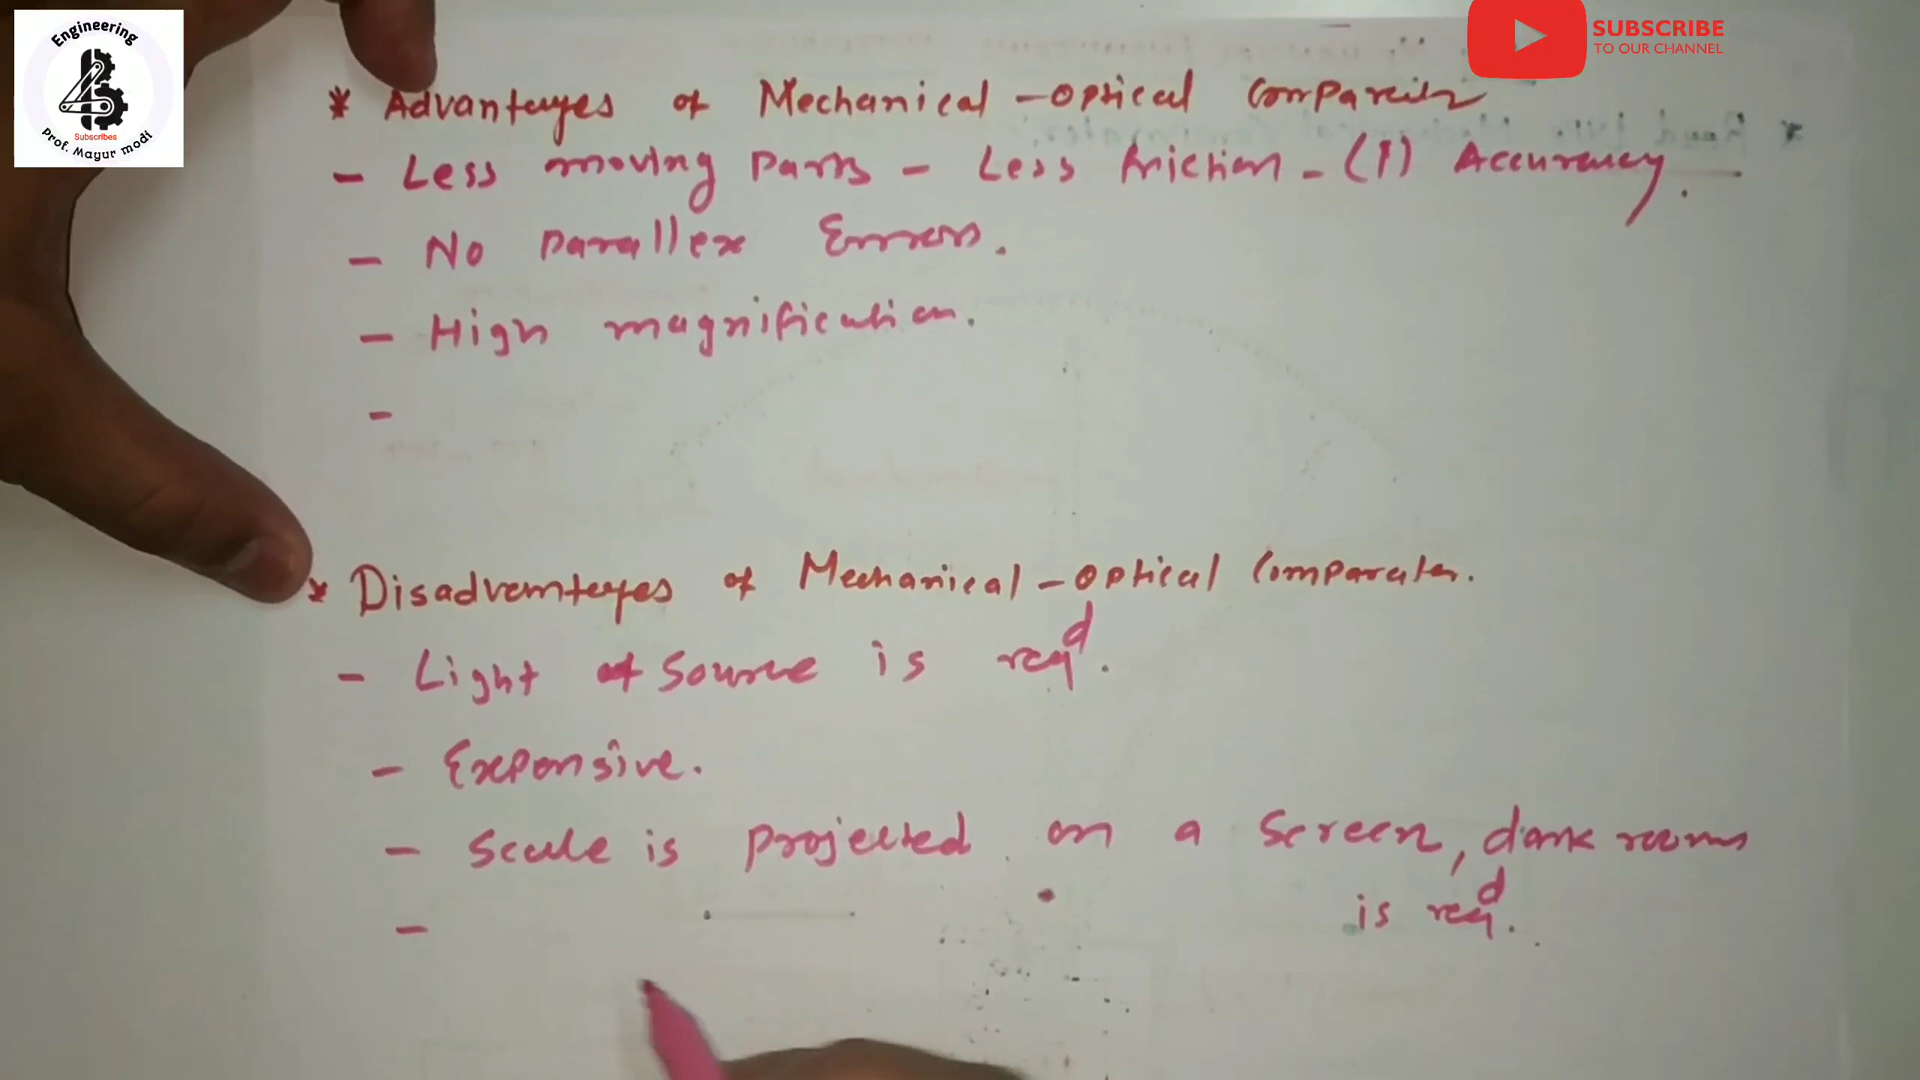 Engineering
Subscribes
Prof. Mayur modi
SUBSCRIBE
TO OUR CHANNEL
* Advantages of Mechanical - optical Comparator
- Less moving parts - Less friction - (↑) Accuracy.
- No parallex Errors.
- High magnification.
-
* Disadvantages of Mechanical - optical Comparator.
- Light of source is reqd.
- Expensive.
- Scale is projected on a screen, dark rooms
is reqd.
-